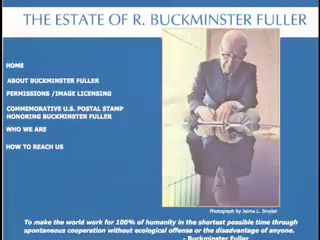 THE ESTATE OF R. BUCKMINSTER FULLER
HOME
ABOUT BUCKMINSTER FULLER
PERMISSIONS /IMAGE LICENSING
COMMEMORATIVE U.S. POSTAL STAMP
HONORING BUCKMINSTER FULLER
WHO WE ARE
HOW TO REACH US
Photograph by Jaime L. Snyder
To make the world work for 100% of humanity in the shortest possible time through
spontaneous cooperation without ecological offense or the disadvantage of anyone.
- Buckminster Fuller